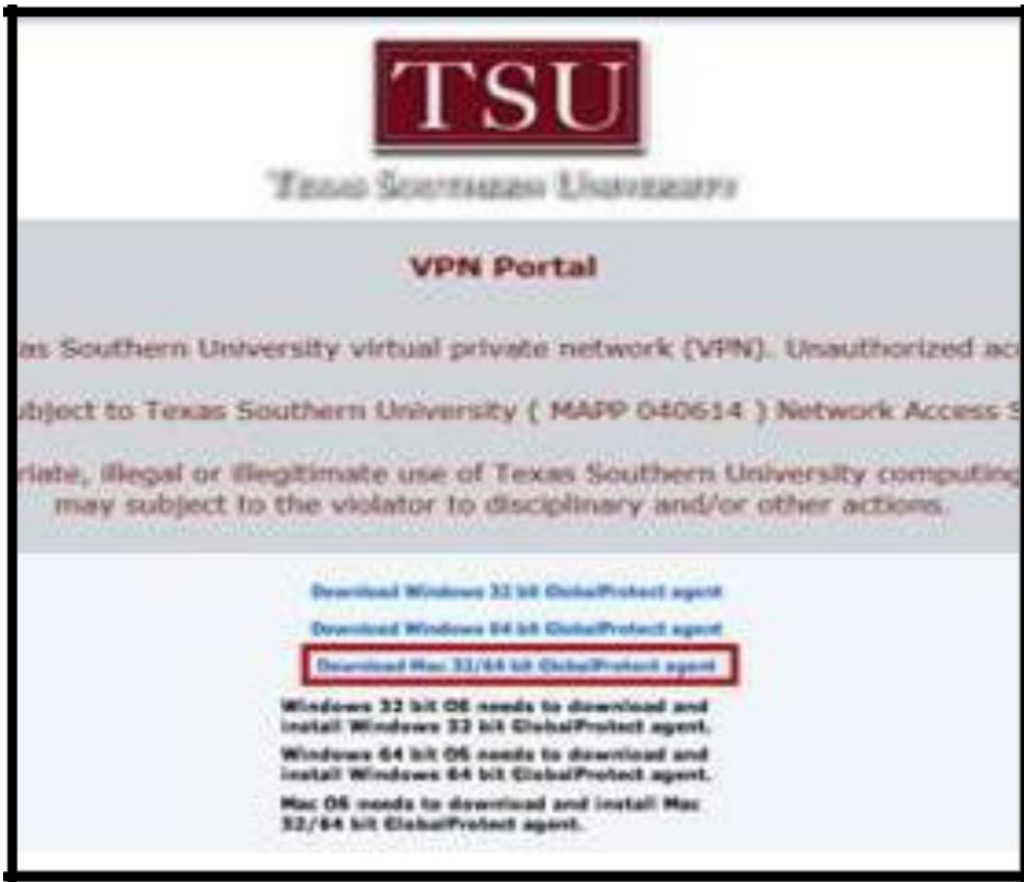 TSU
Texas Southern University
VPN Portal
as Southern University virtual private network (VPN). Unauthorized acc
ubject to Texas Southern University ( MAPP 040614 ) Network Access S
riate, illegal or illegitimate use of Texas Southern University computing
may subject to the violator to disciplinary and/or other actions.
Download Windows 32 bit GlobalProtect agent
Download Windows 64 bit GlobalProtect agent
Download Mac 32/64 bit GlobalProtect agent
Windows 32 bit OS needs to download and
install Windows 32 bit GlobalProtect agent.
Windows 64 bit OS needs to download and
install Windows 64 bit GlobalProtect agent.
Mac OS needs to download and install Mac
32/64 bit GlobalProtect agent.